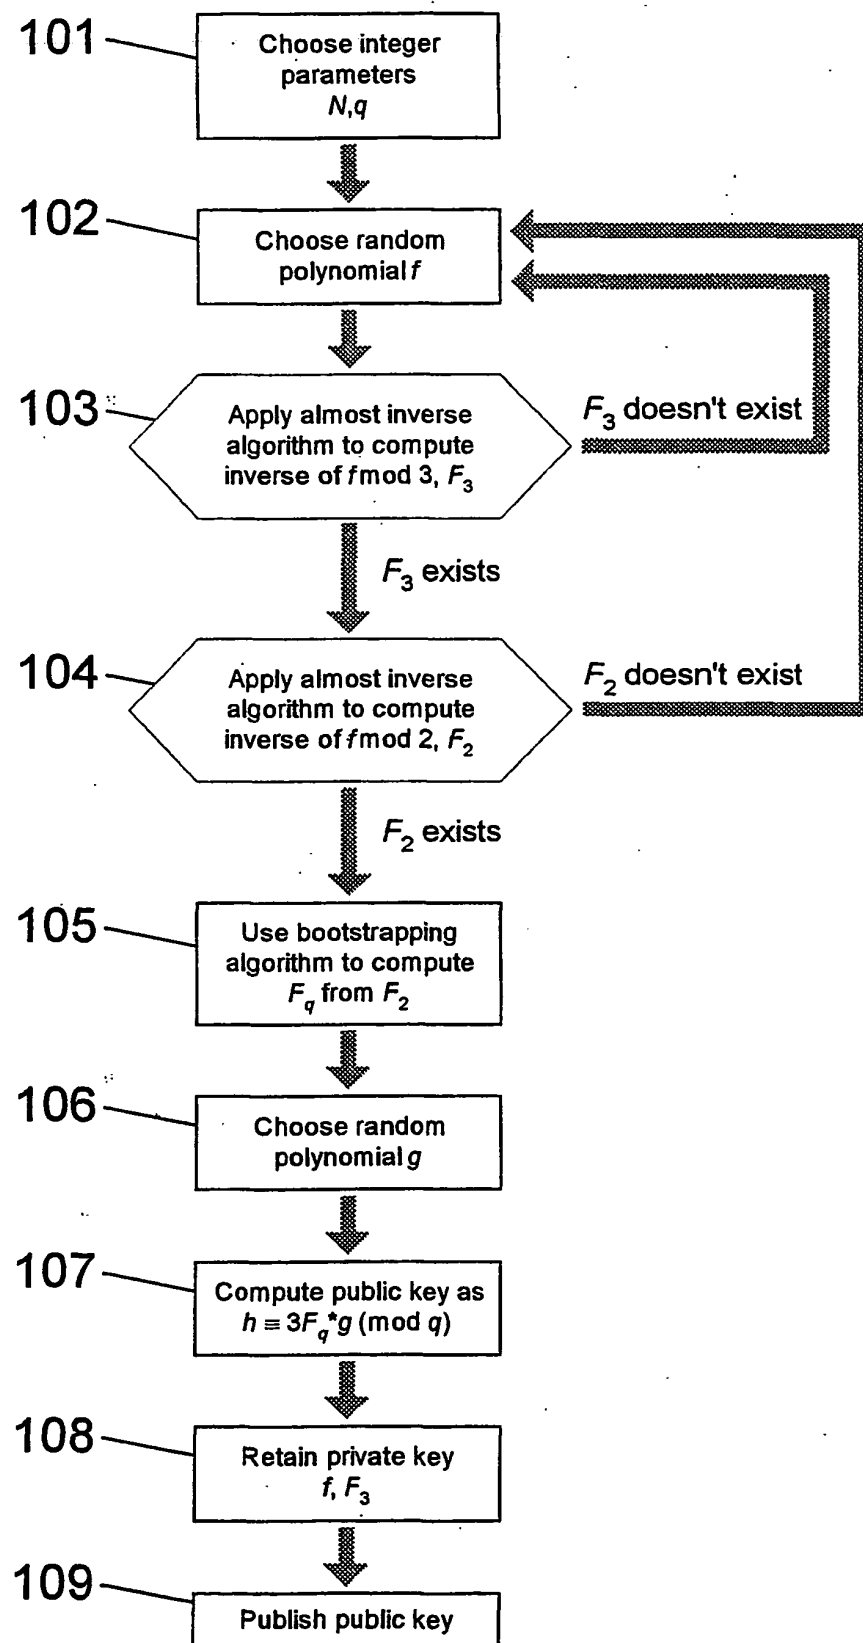 101
Choose integer
parameters
N,q
102
Choose random
polynomial f
103
Apply almost inverse
algorithm to compute
inverse of f mod 3, F₃
F₃ doesn't exist
F₃ exists
104
Apply almost inverse
algorithm to compute
inverse of f mod 2, F₂
F₂ doesn't exist
F₂ exists
105
Use bootstrapping
algorithm to compute
F_q from F₂
106
Choose random
polynomial g
107
Compute public key as
h ≡ 3F_q*g (mod q)
108
Retain private key
f, F₃
109
Publish public key